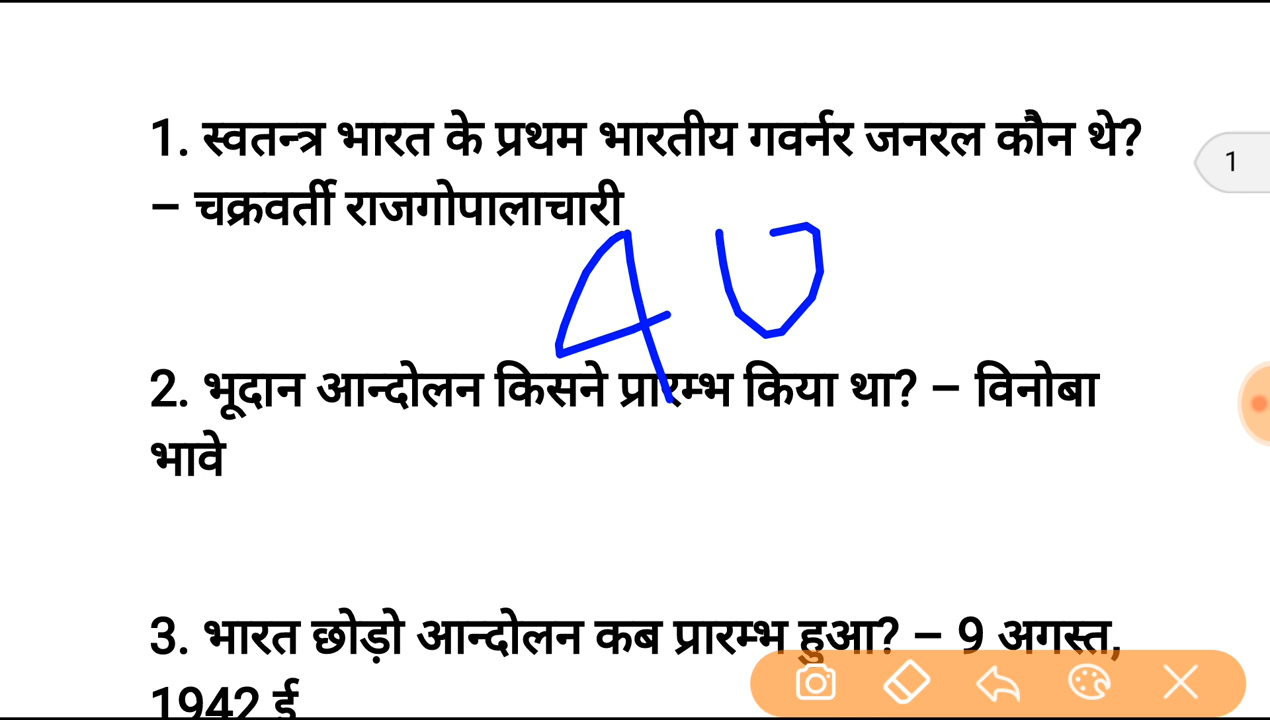 1. स्वतन्त्र भारत के प्रथम भारतीय गवर्नर जनरल कौन थे?
– चक्रवर्ती राजगोपालाचारी
1
40
2. भूदान आन्दोलन किसने प्रारम्भ किया था? – विनोबा
भावे
3. भारत छोड़ो आन्दोलन कब प्रारम्भ हुआ? – 9 अगस्त,
1942 ई